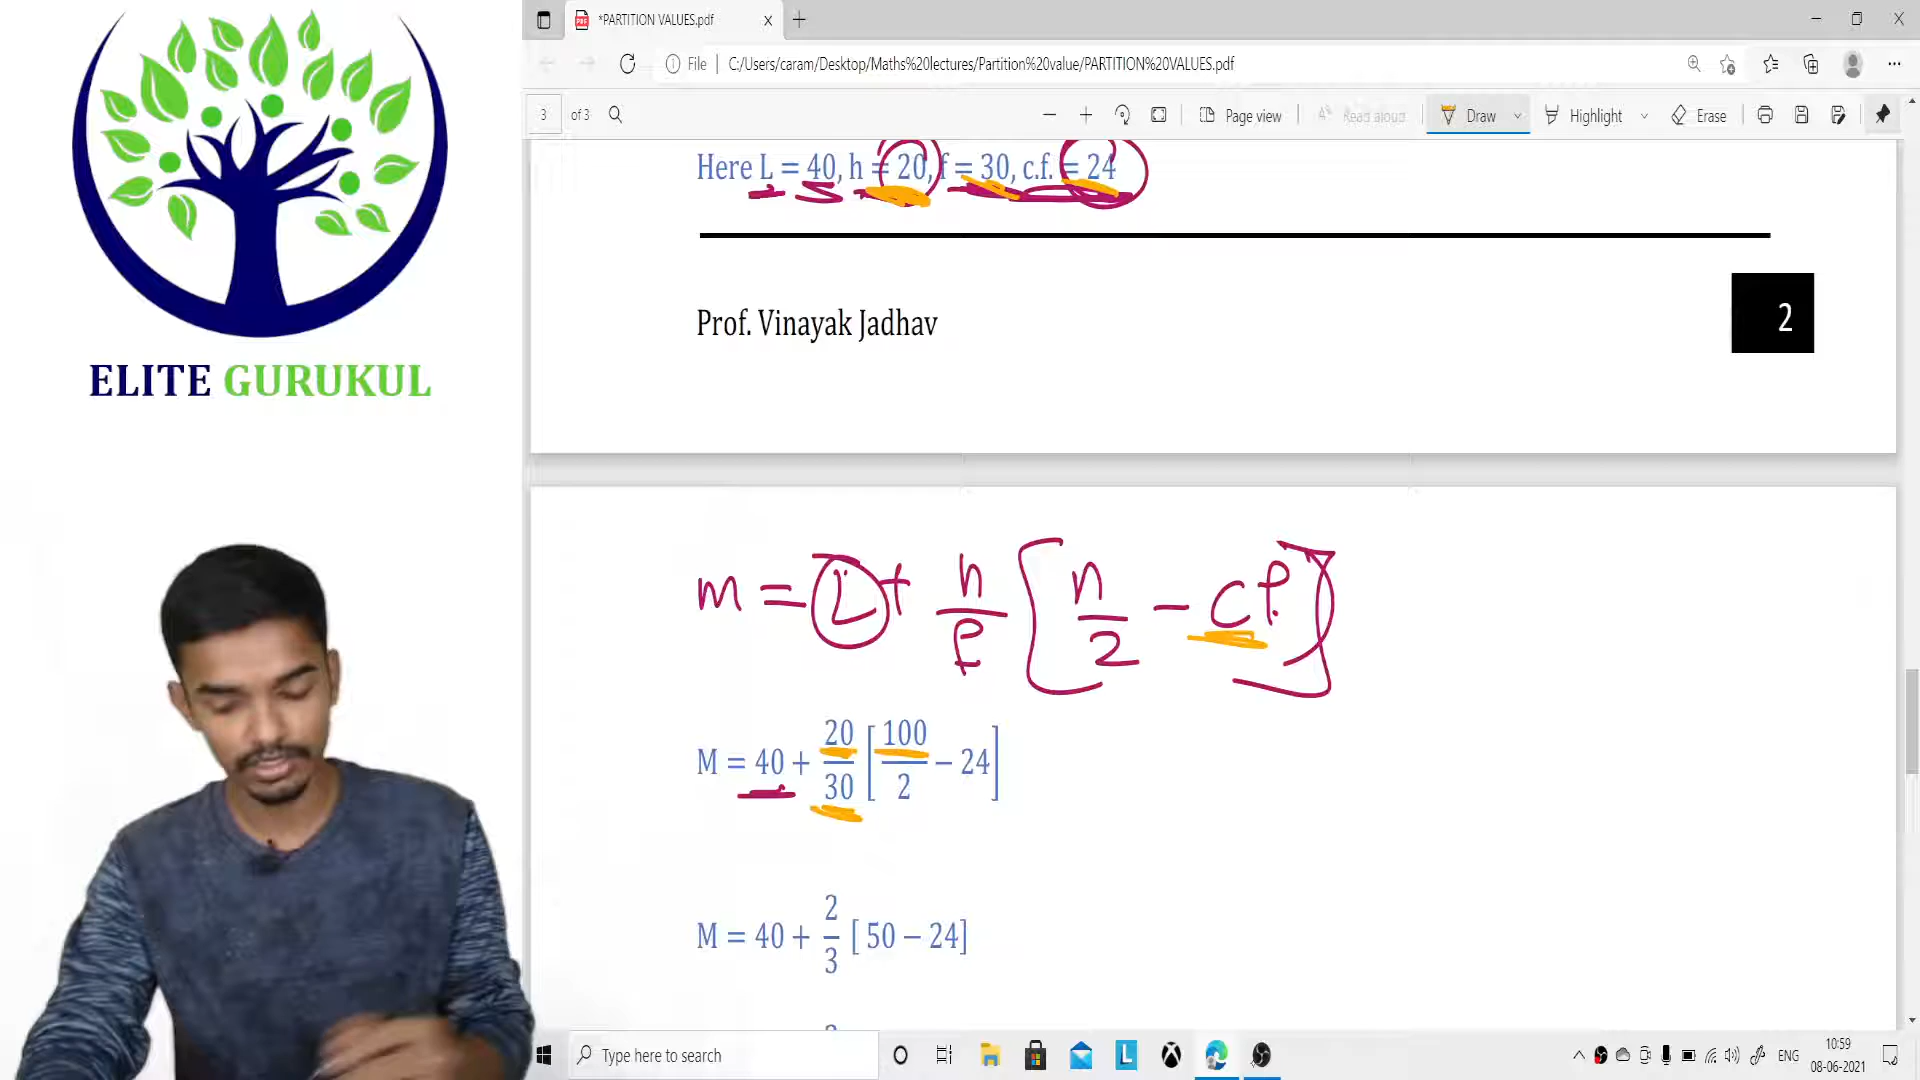 *PARTITION VALUES.pdf
File C:/Users/caram/Desktop/Maths%20lectures/Partition%20value/PARTITION%20VALUES.pdf
3 of 3 Page view Read aloud Draw Highlight Erase
Here L = 40, h = 20, f = 30, c.f. = 24
Prof. Vinayak Jadhav
2
ELITE GURUKUL
m = L + h/f [n/2 - cf]
M = 40 + 20/30 [100/2 − 24]
M = 40 + 2/3 [ 50 − 24]
Type here to search
ENG
10:59
08-06-2021